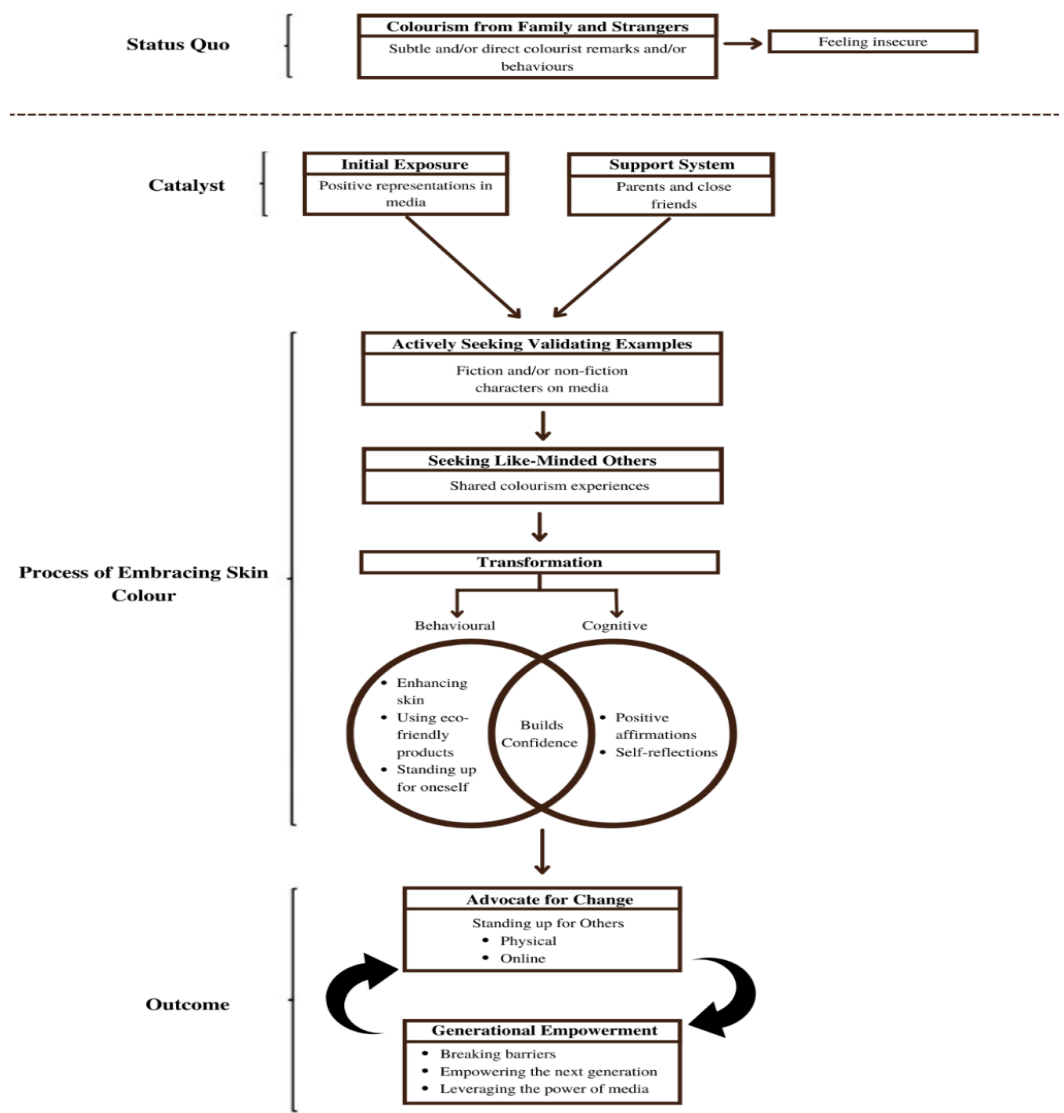 Status Quo
Colourism from Family and Strangers
Subtle and/or direct colourist remarks and/or
behaviours
Feeling insecure
Catalyst
Initial Exposure
Positive representations in
media
Support System
Parents and close
friends
Process of Embracing Skin
Colour
Actively Seeking Validating Examples
Fiction and/or non-fiction
characters on media
Seeking Like-Minded Others
Shared colourism experiences
Transformation
Behavioural
Cognitive
• Enhancing
skin
• Using eco-
friendly
products
• Standing up
for oneself
Builds
Confidence
• Positive
affirmations
• Self-reflections
Outcome
Advocate for Change
Standing up for Others
• Physical
• Online
Generational Empowerment
• Breaking barriers
• Empowering the next generation
• Leveraging the power of media